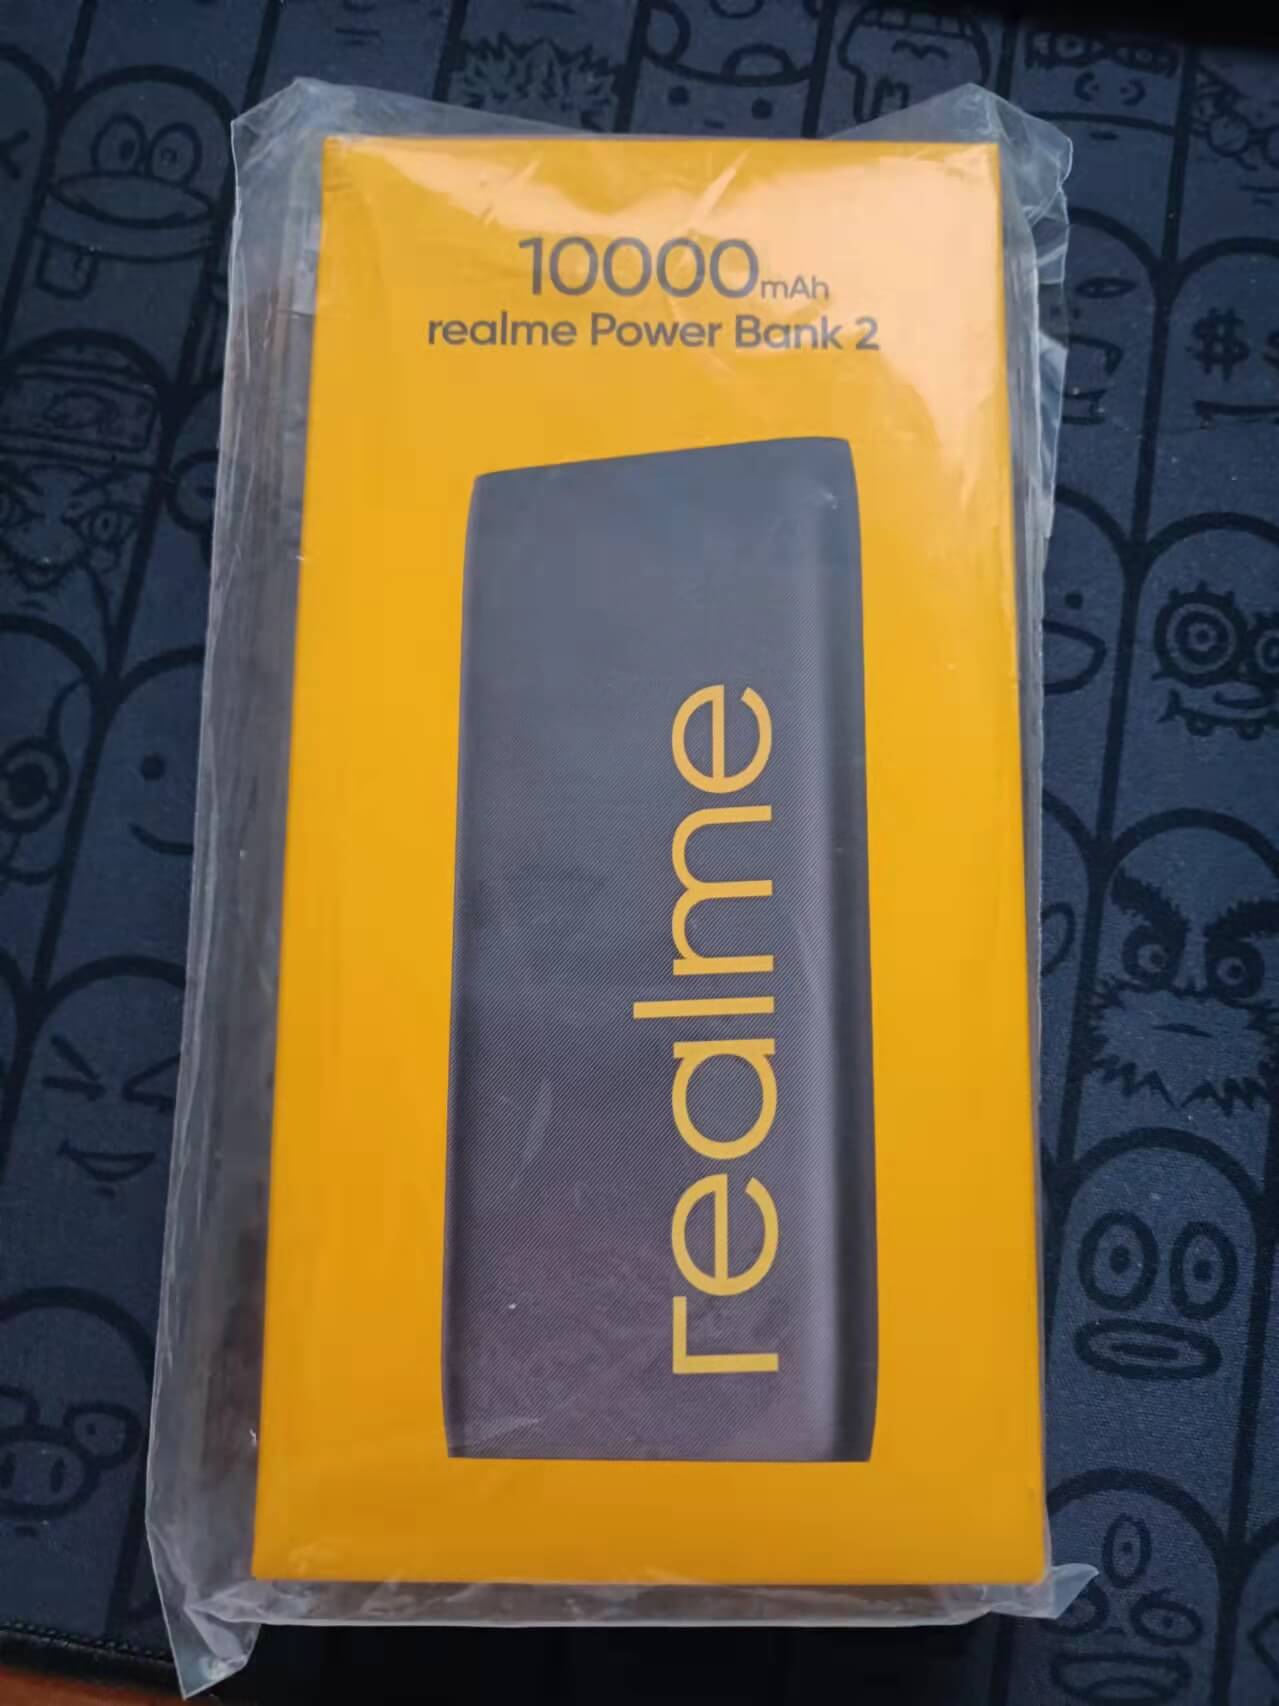 10000mAh
realme Power Bank 2
realme
$$